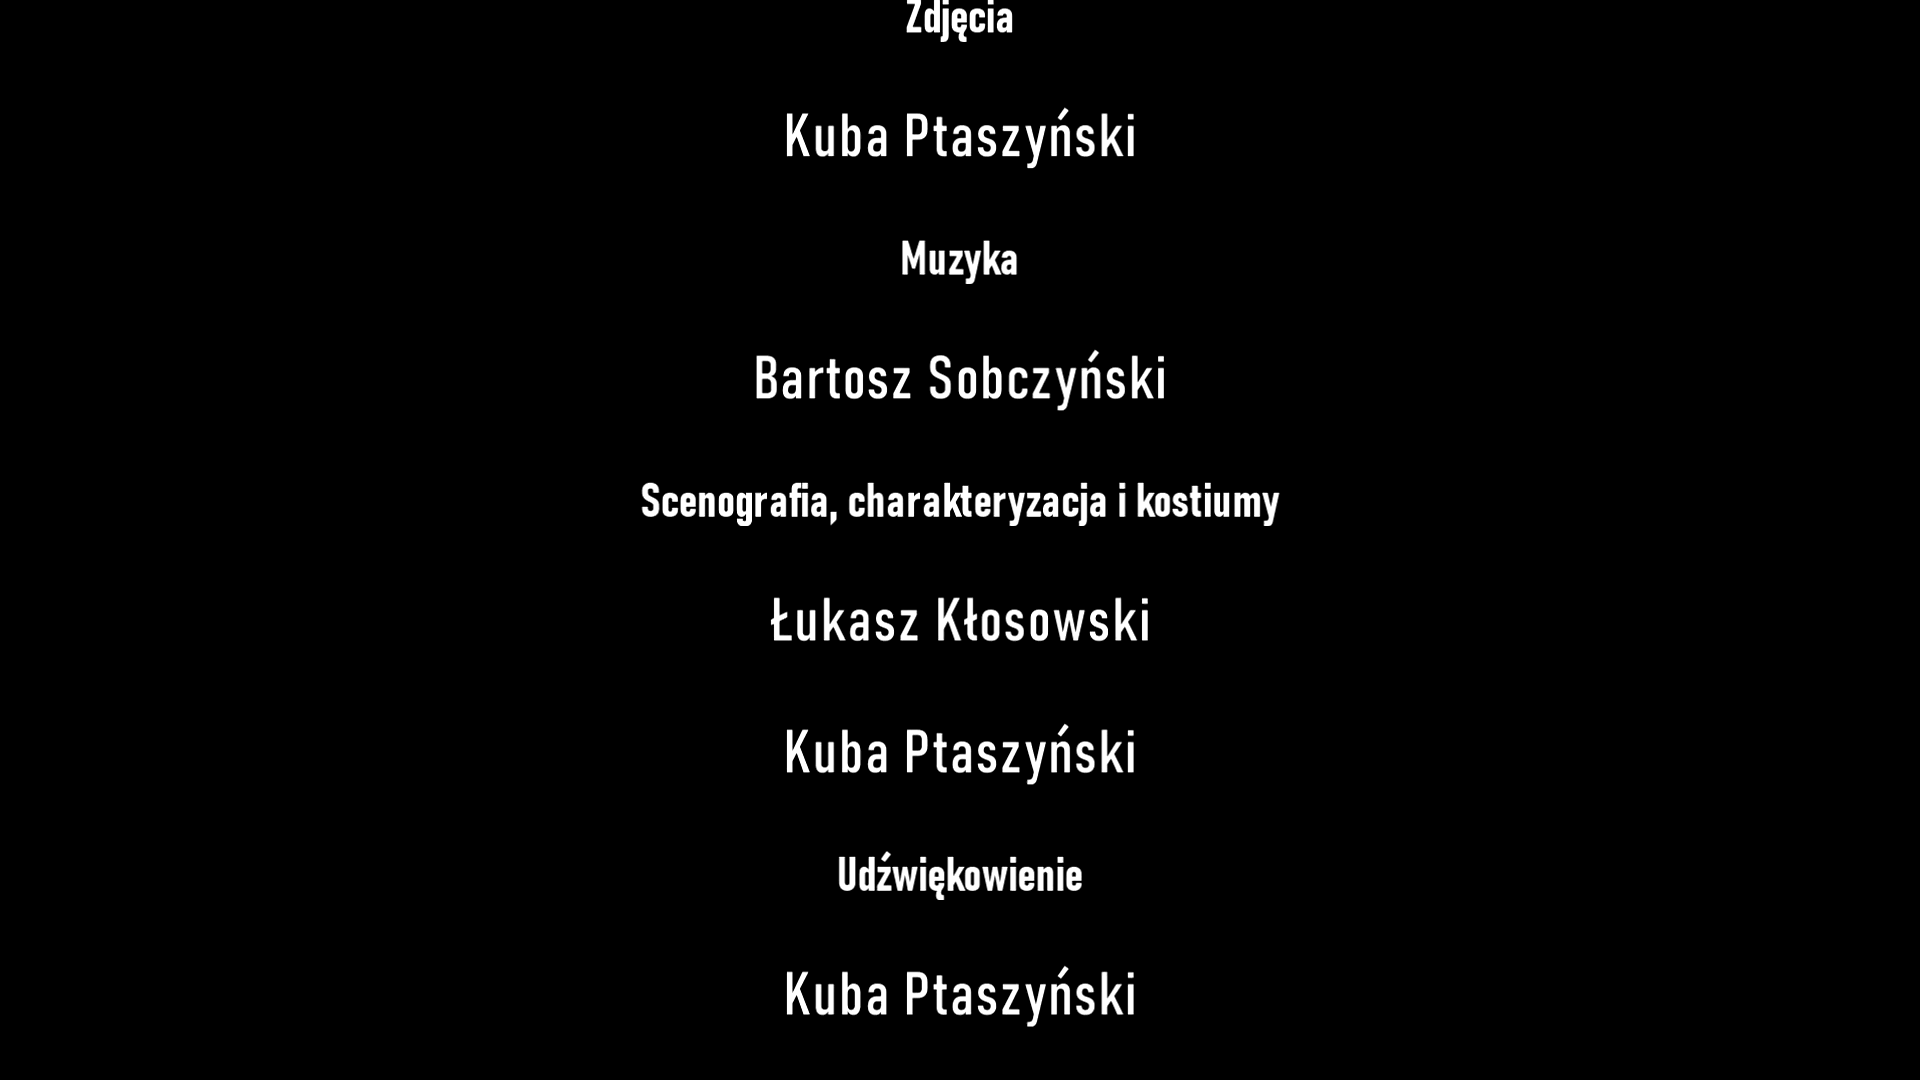 Zdjęcia
Kuba Ptaszyński
Muzyka
Bartosz Sobczyński
Scenografia, charakteryzacja i kostiumy
Łukasz Kłosowski
Kuba Ptaszyński
Udźwiękowienie
Kuba Ptaszyński